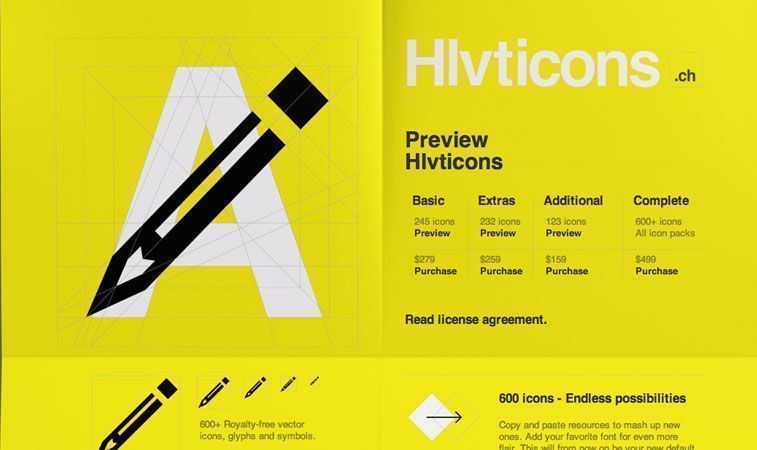 A
Hlvticons
.ch
Preview
Hlvticons
Basic Extras Additional Complete
245 icons 232 icons 123 icons 600+ icons
Preview Preview Preview All icon packs
$279 $259 $159 $499
Purchase Purchase Purchase Purchase
Read license agreement.
600+ Royalty-free vector
icons, glyphs and symbols.
600 icons - Endless possibilities
Copy and paste resources to mash up new
ones. Add your favorite font for even more
flair. This will from now on be your new default